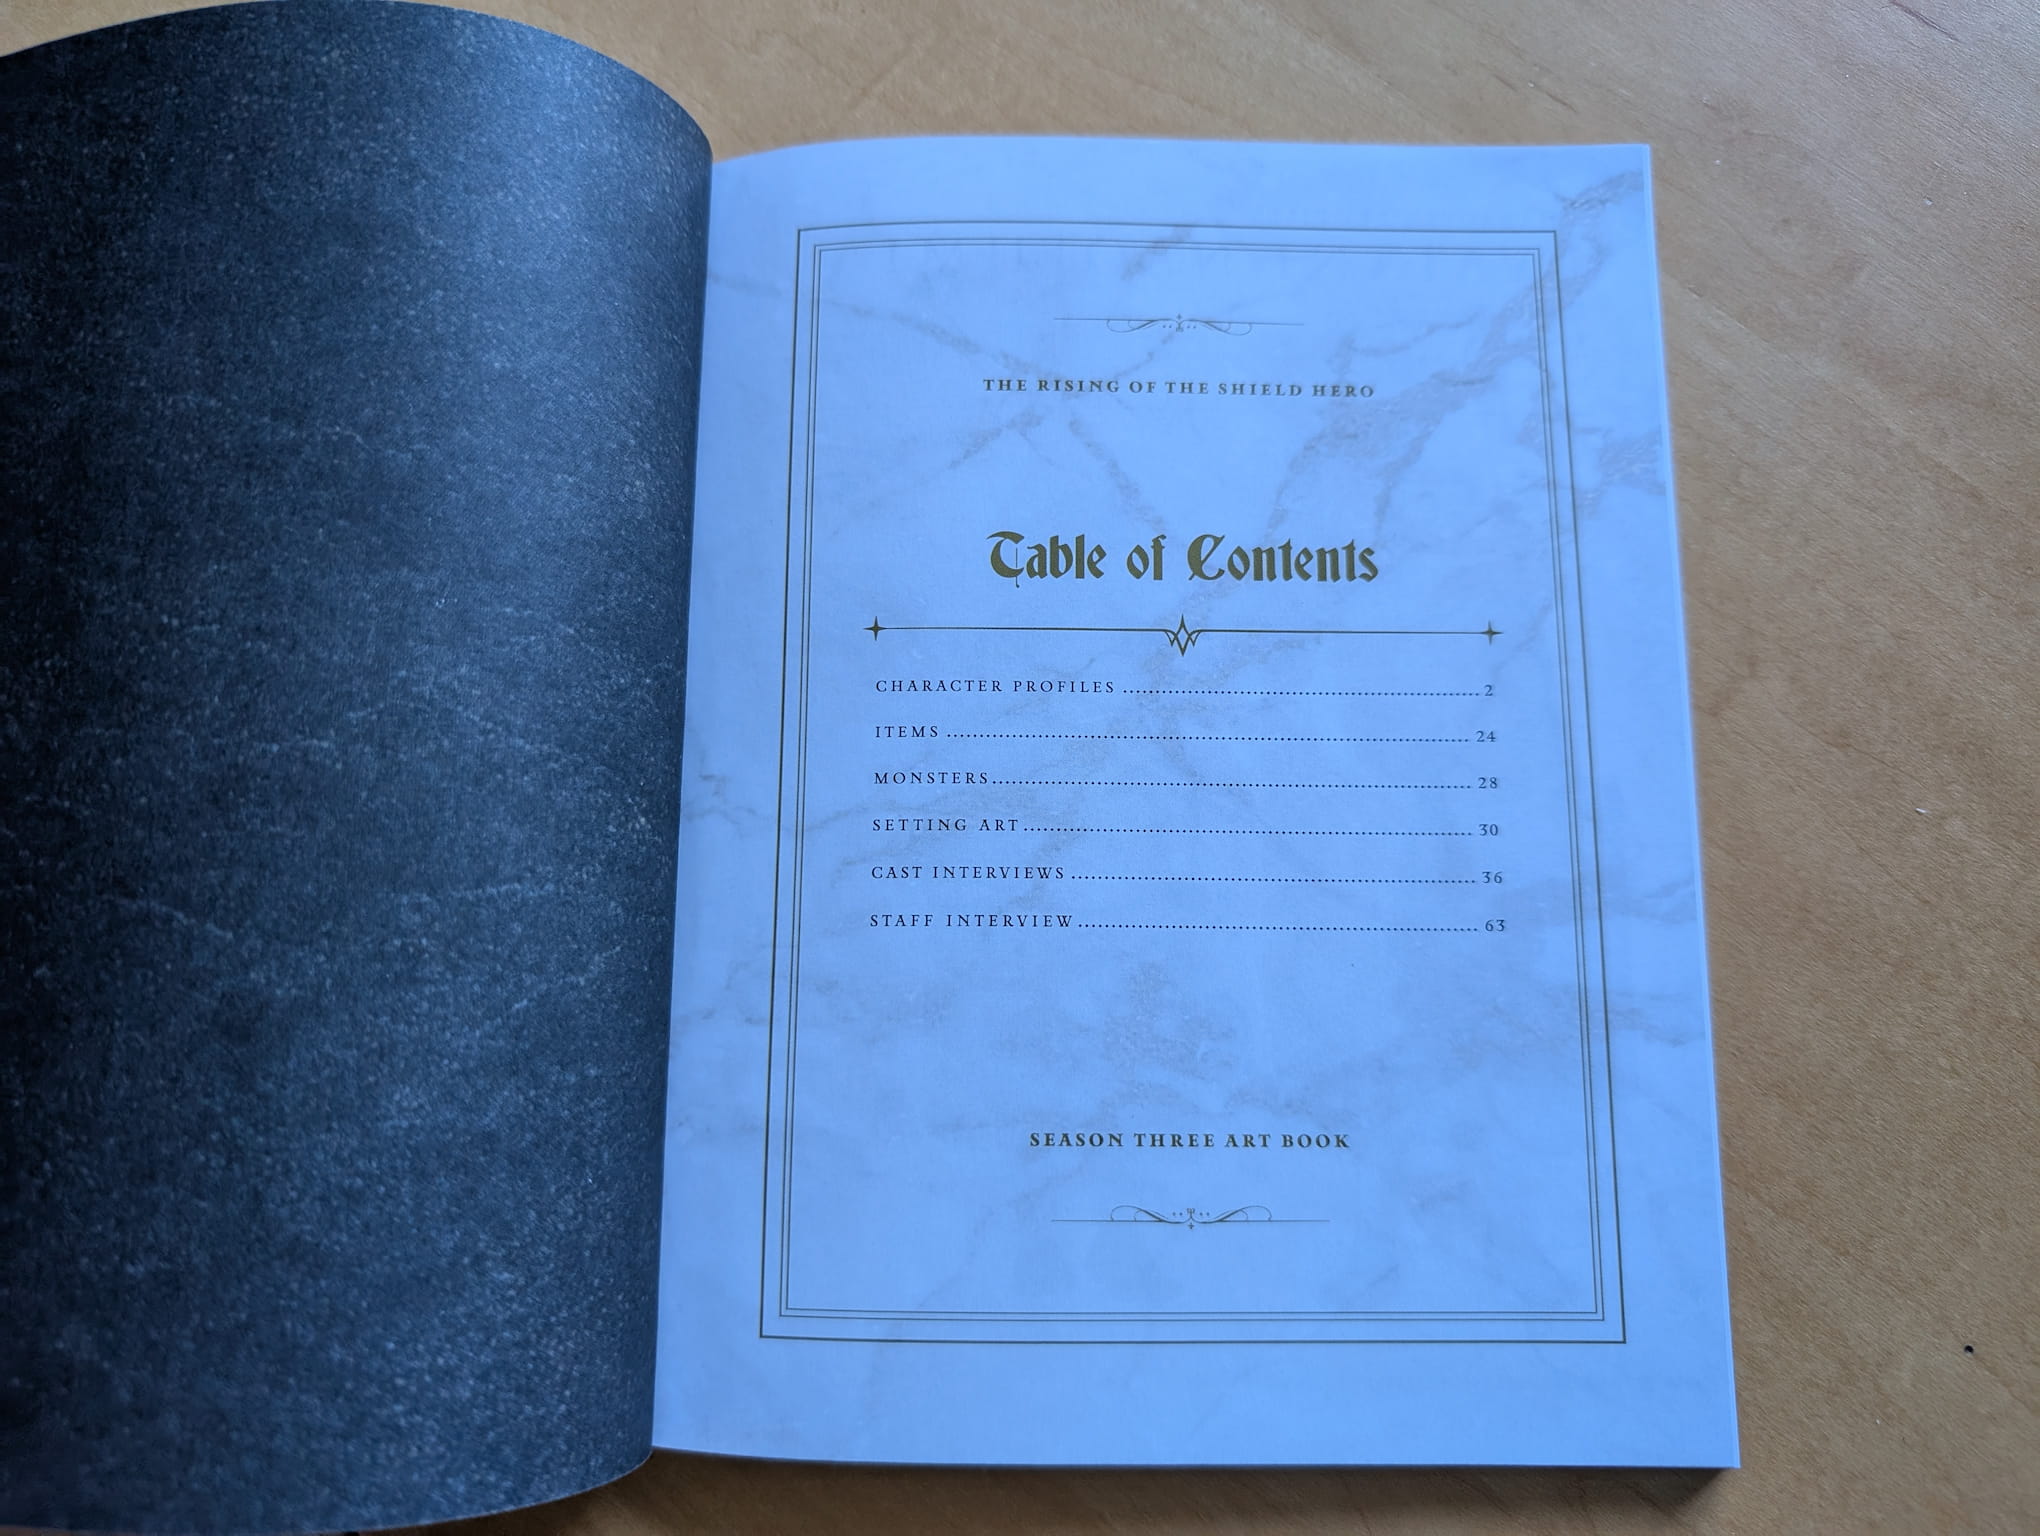 THE RISING OF THE SHIELD HERO
Table of Contents
CHARACTER PROFILES ........ 2
ITEMS ........ 24
MONSTERS ........ 28
SETTING ART ........ 30
CAST INTERVIEWS ........ 36
STAFF INTERVIEW ........ 63
SEASON THREE ART BOOK